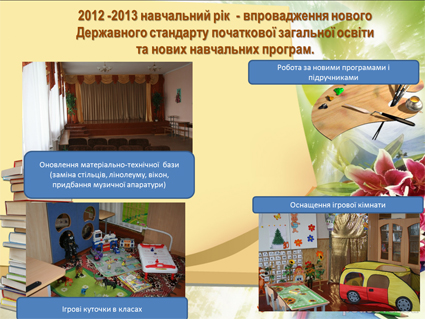 2012 -2013 навчальний рік - впровадження нового
Державного стандарту початкової загальної освіти
та нових навчальних програм.
Робота за новими програмами і
підручниками
Оновлення матеріально-технічної бази
(заміна стільців, лінолеуму, вікон,
придбання музичної апаратури)
Оснащення ігрової кімнати
Ігрові куточки в класах